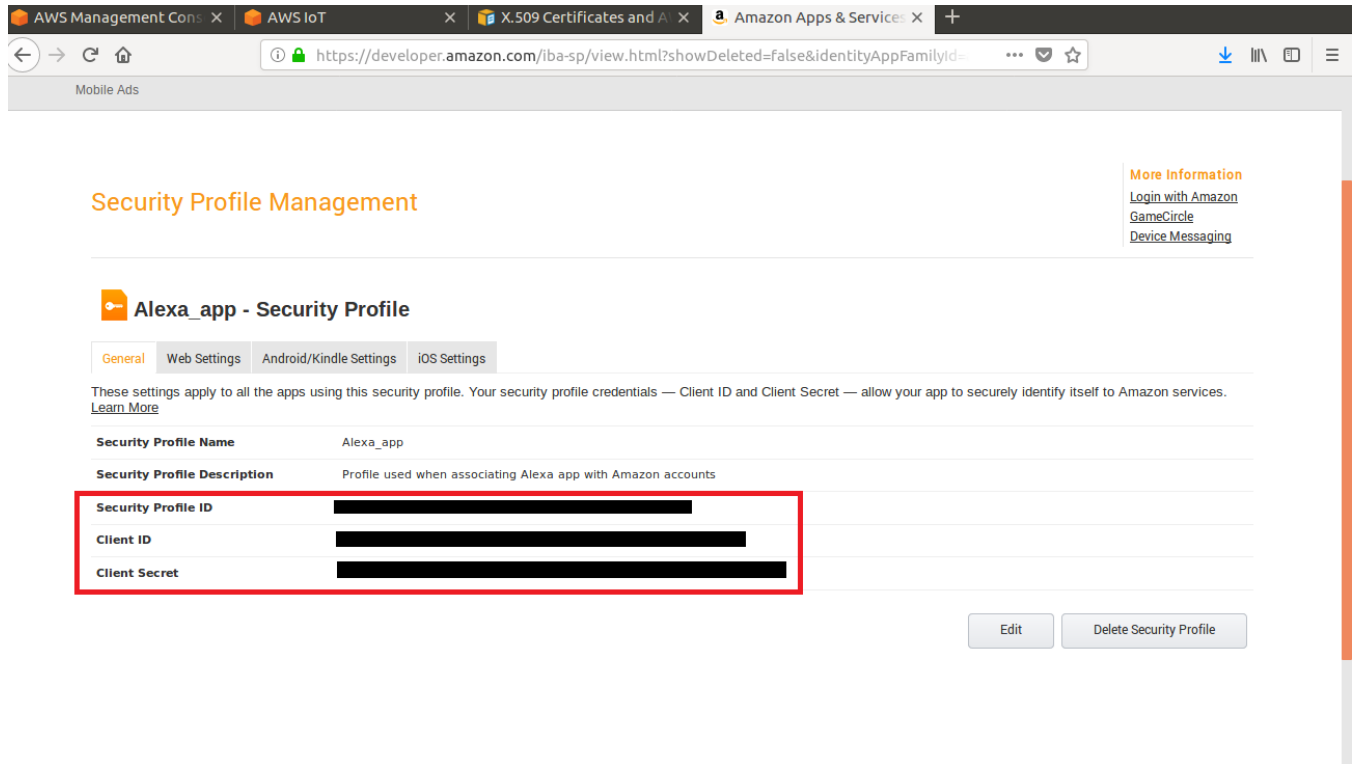 AWS Management Cons
AWS IoT
X.509 Certificates and A
a Amazon Apps & Services
https://developer.amazon.com/iba-sp/view.html?showDeleted=false&identityAppFamilyId=
Mobile Ads
More Information
Security Profile Management
Login with Amazon
GameCircle
Device Messaging
Alexa_app - Security Profile
General Web Settings Android/Kindle Settings iOS Settings
These settings apply to all the apps using this security profile. Your security profile credentials — Client ID and Client Secret — allow your app to securely identify itself to Amazon services.
Learn More
Security Profile Name Alexa_app
Security Profile Description Profile used when associating Alexa app with Amazon accounts
Security Profile ID
Client ID
Client Secret
Edit Delete Security Profile